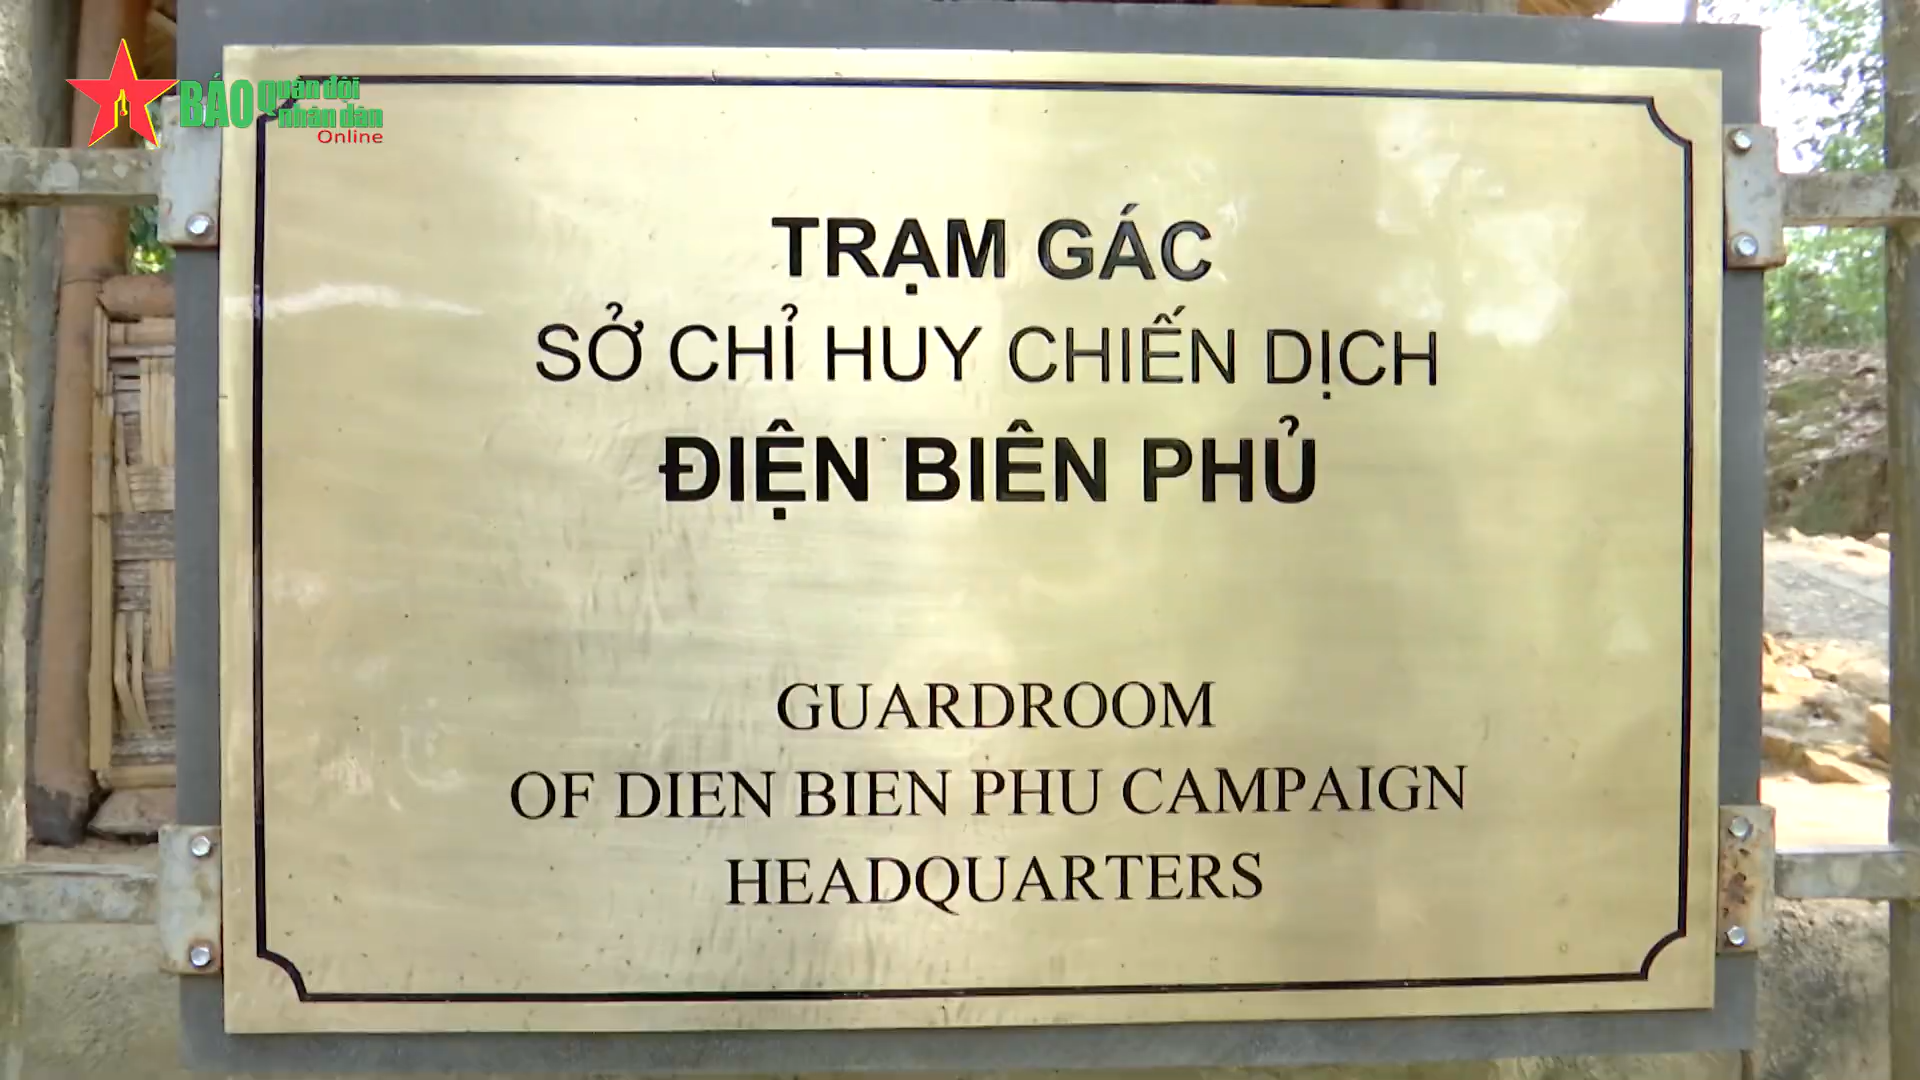 BÁO Quân đội
nhân dân
Online
TRẠM GÁC
SỞ CHỈ HUY CHIẾN DỊCH
ĐIỆN BIÊN PHỦ
GUARDROOM
OF DIEN BIEN PHU CAMPAIGN
HEADQUARTERS